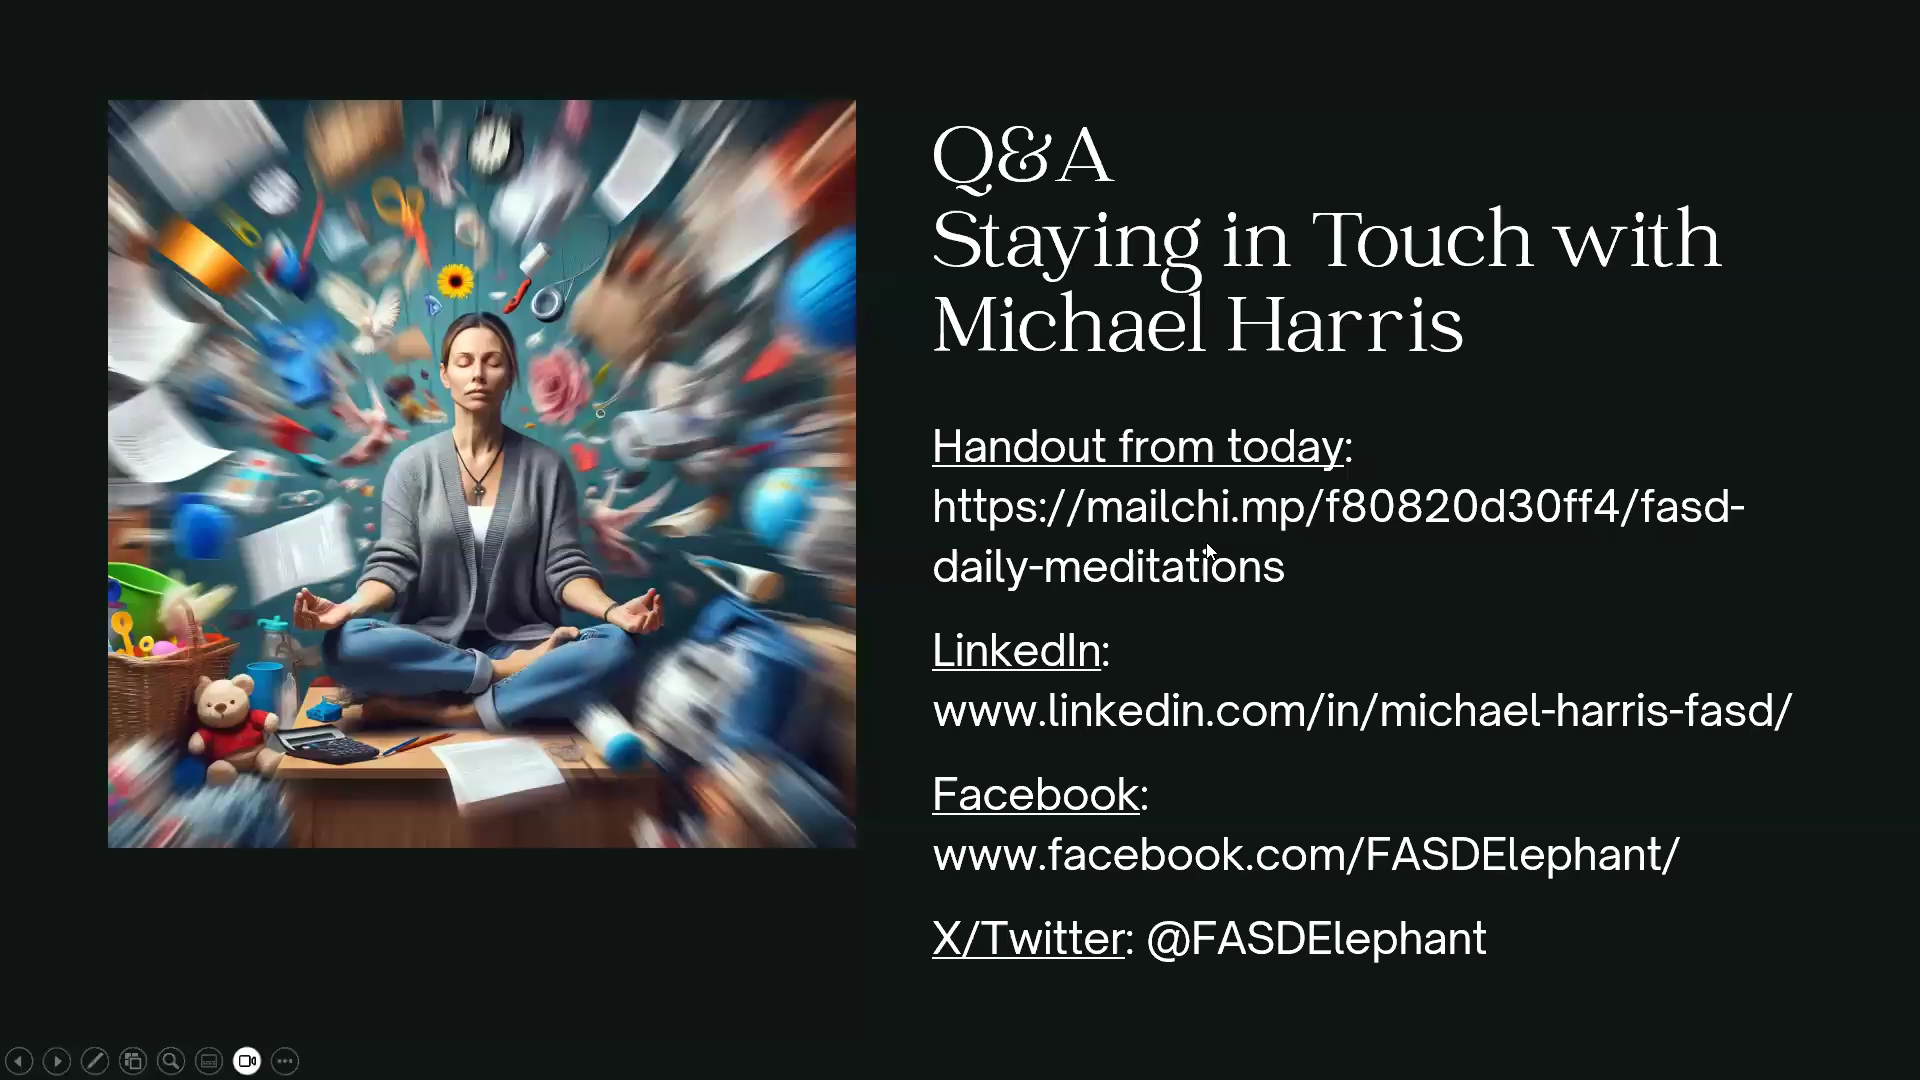 Q&A
Staying in Touch with
Michael Harris
Handout from today:
https://mailchi.mp/f80820d30ff4/fasd-
daily-meditations
LinkedIn:
www.linkedin.com/in/michael-harris-fasd/
Facebook:
www.facebook.com/FASDElephant/
X/Twitter: @FASDElephant